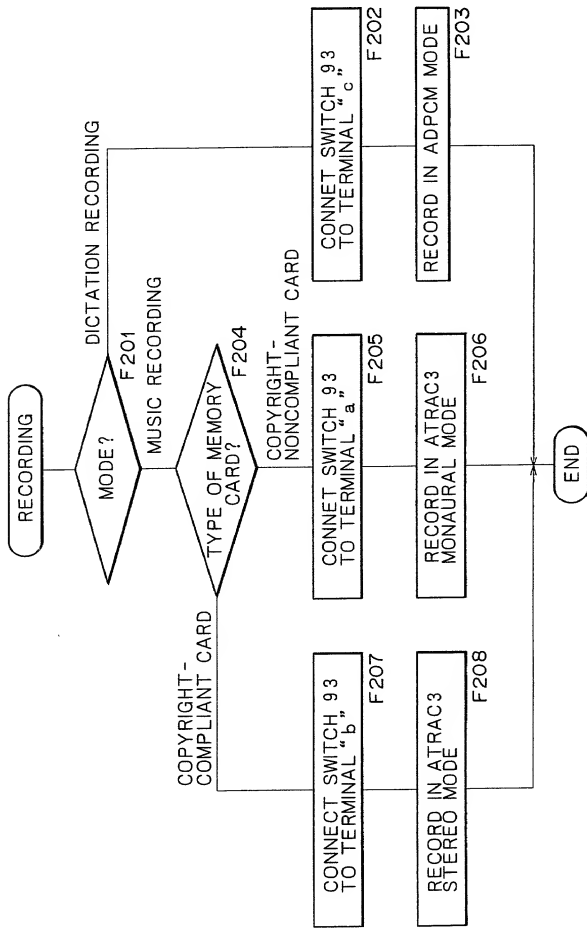 RECORDING
MODE?
F201
DICTATION RECORDING
MUSIC RECORDING
TYPE OF MEMORY
CARD?
F204
COPYRIGHT-
COMPLIANT CARD
COPYRIGHT-
NONCOMPLIANT CARD
CONNECT SWITCH 93
TO TERMINAL "b"
F207
CONNET SWITCH 93
TO TERMINAL "a"
F205
CONNET SWITCH 93
TO TERMINAL "c"
F202
RECORD IN ATRAC3
STEREO MODE
F208
RECORD IN ATRAC3
MONAURAL MODE
F206
RECORD IN ADPCM MODE
F203
END